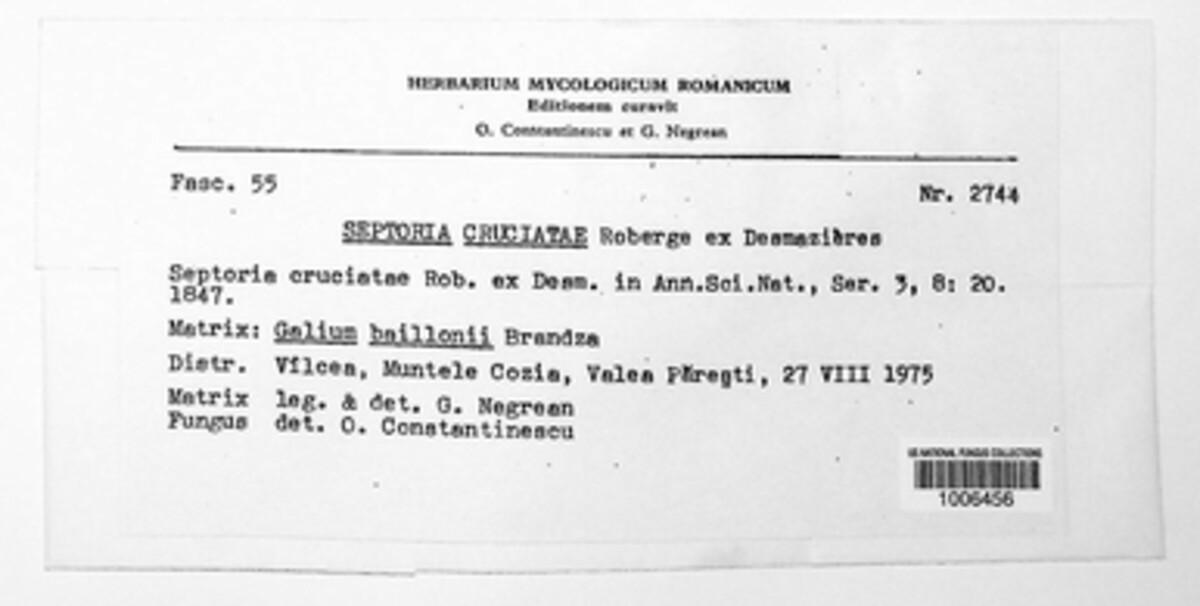 HERBARIUM MYCOLOGICUM ROMANICUM
Editionem curavit
O. Constantinescu et G. Negrean
Fasc. 55
Nr. 2744
SEPTORIA CRUCIATAE Roberge ex Desmazières
Septoria cruciatae Rob. ex Desm. in Ann.Sci.Nat., Ser. 3, 8: 20.
1847.
Matrix: Galium baillonii Brandza
Distr. Vîlcea, Muntele Cozia, Valea Părești, 27 VIII 1975
Matrix leg. & det. G. Negrean
Fungus det. O. Constantinescu
US NATIONAL FUNGUS COLLECTIONS
1006456